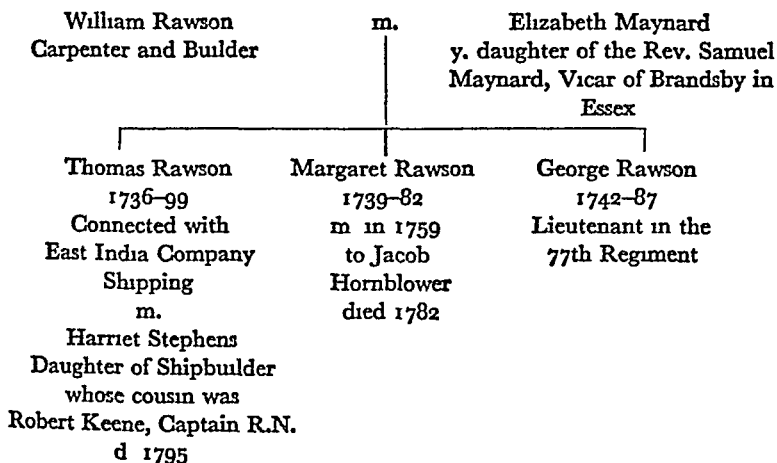 William Rawson
Carpenter and Builder
m.
Elizabeth Maynard
y. daughter of the Rev. Samuel
Maynard, Vicar of Brandsby in
Essex
Thomas Rawson
1736–99
Connected with
East India Company
Shipping
m.
Harriet Stephens
Daughter of Shipbuilder
whose cousin was
Robert Keene, Captain R.N.
d 1795
Margaret Rawson
1739–82
m in 1759
to Jacob
Hornblower
died 1782
George Rawson
1742–87
Lieutenant in the
77th Regiment